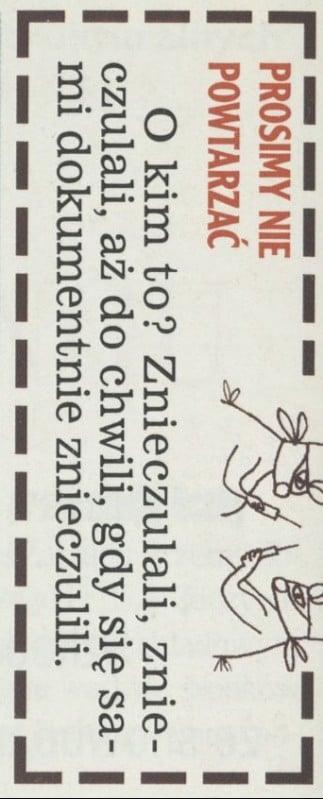 PROSIMY NIE
POWTARZAĆ
O kim to? Znieczulali, znie-
czulali, aż do chwili, gdy się sa-
mi dokumentnie znieczulili.